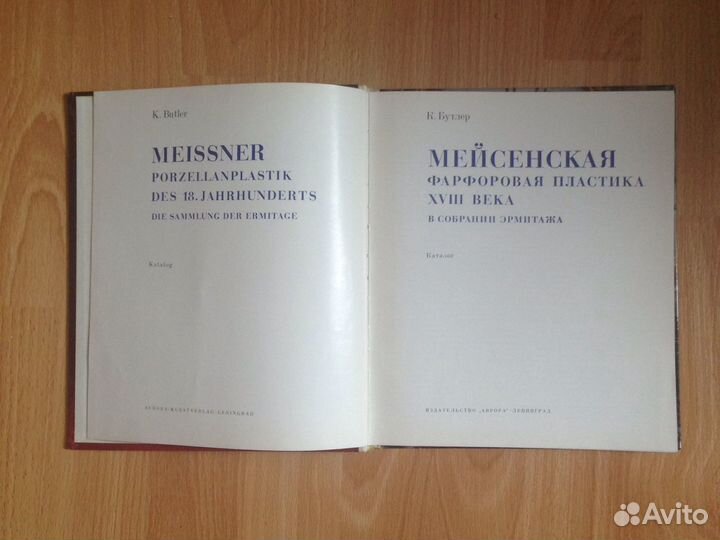 K. Butler
MEISSNER
PORZELLANPLASTIK
DES 18. JAHRHUNDERTS
DIE SAMMLUNG DER ERMITAGE
Katalog
AURORA-KUNSTVERLAG·LENINGRAD
К. Бутлер
МЕЙСЕНСКАЯ
ФАРФОРОВАЯ ПЛАСТИКА
XVIII ВЕКА
В СОБРАНИИ ЭРМИТАЖА
Каталог
ИЗДАТЕЛЬСТВО „АВРОРА"·ЛЕНИНГРАД
Avito